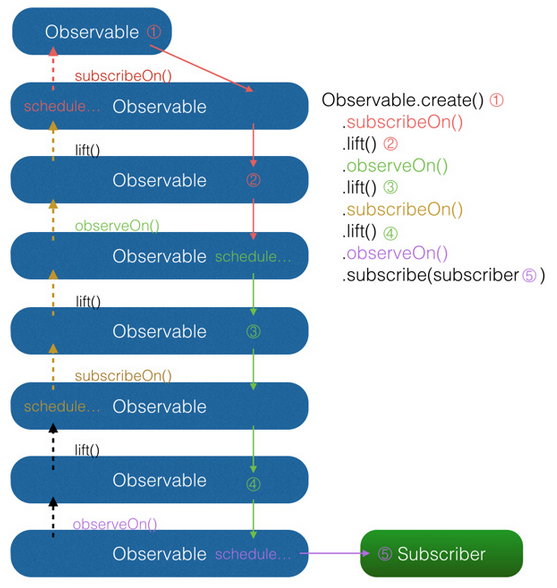 Observable ①
subscribeOn()
schedule... Observable
lift()
Observable ②
observeOn()
Observable schedule...
lift()
Observable ③
subscribeOn()
schedule... Observable
lift()
Observable ④
observeOn()
Observable schedule...
⑤ Subscriber
Observable.create() ①
.subscribeOn()
.lift() ②
.observeOn()
.lift() ③
.subscribeOn()
.lift() ④
.observeOn()
.subscribe(subscriber ⑤ )